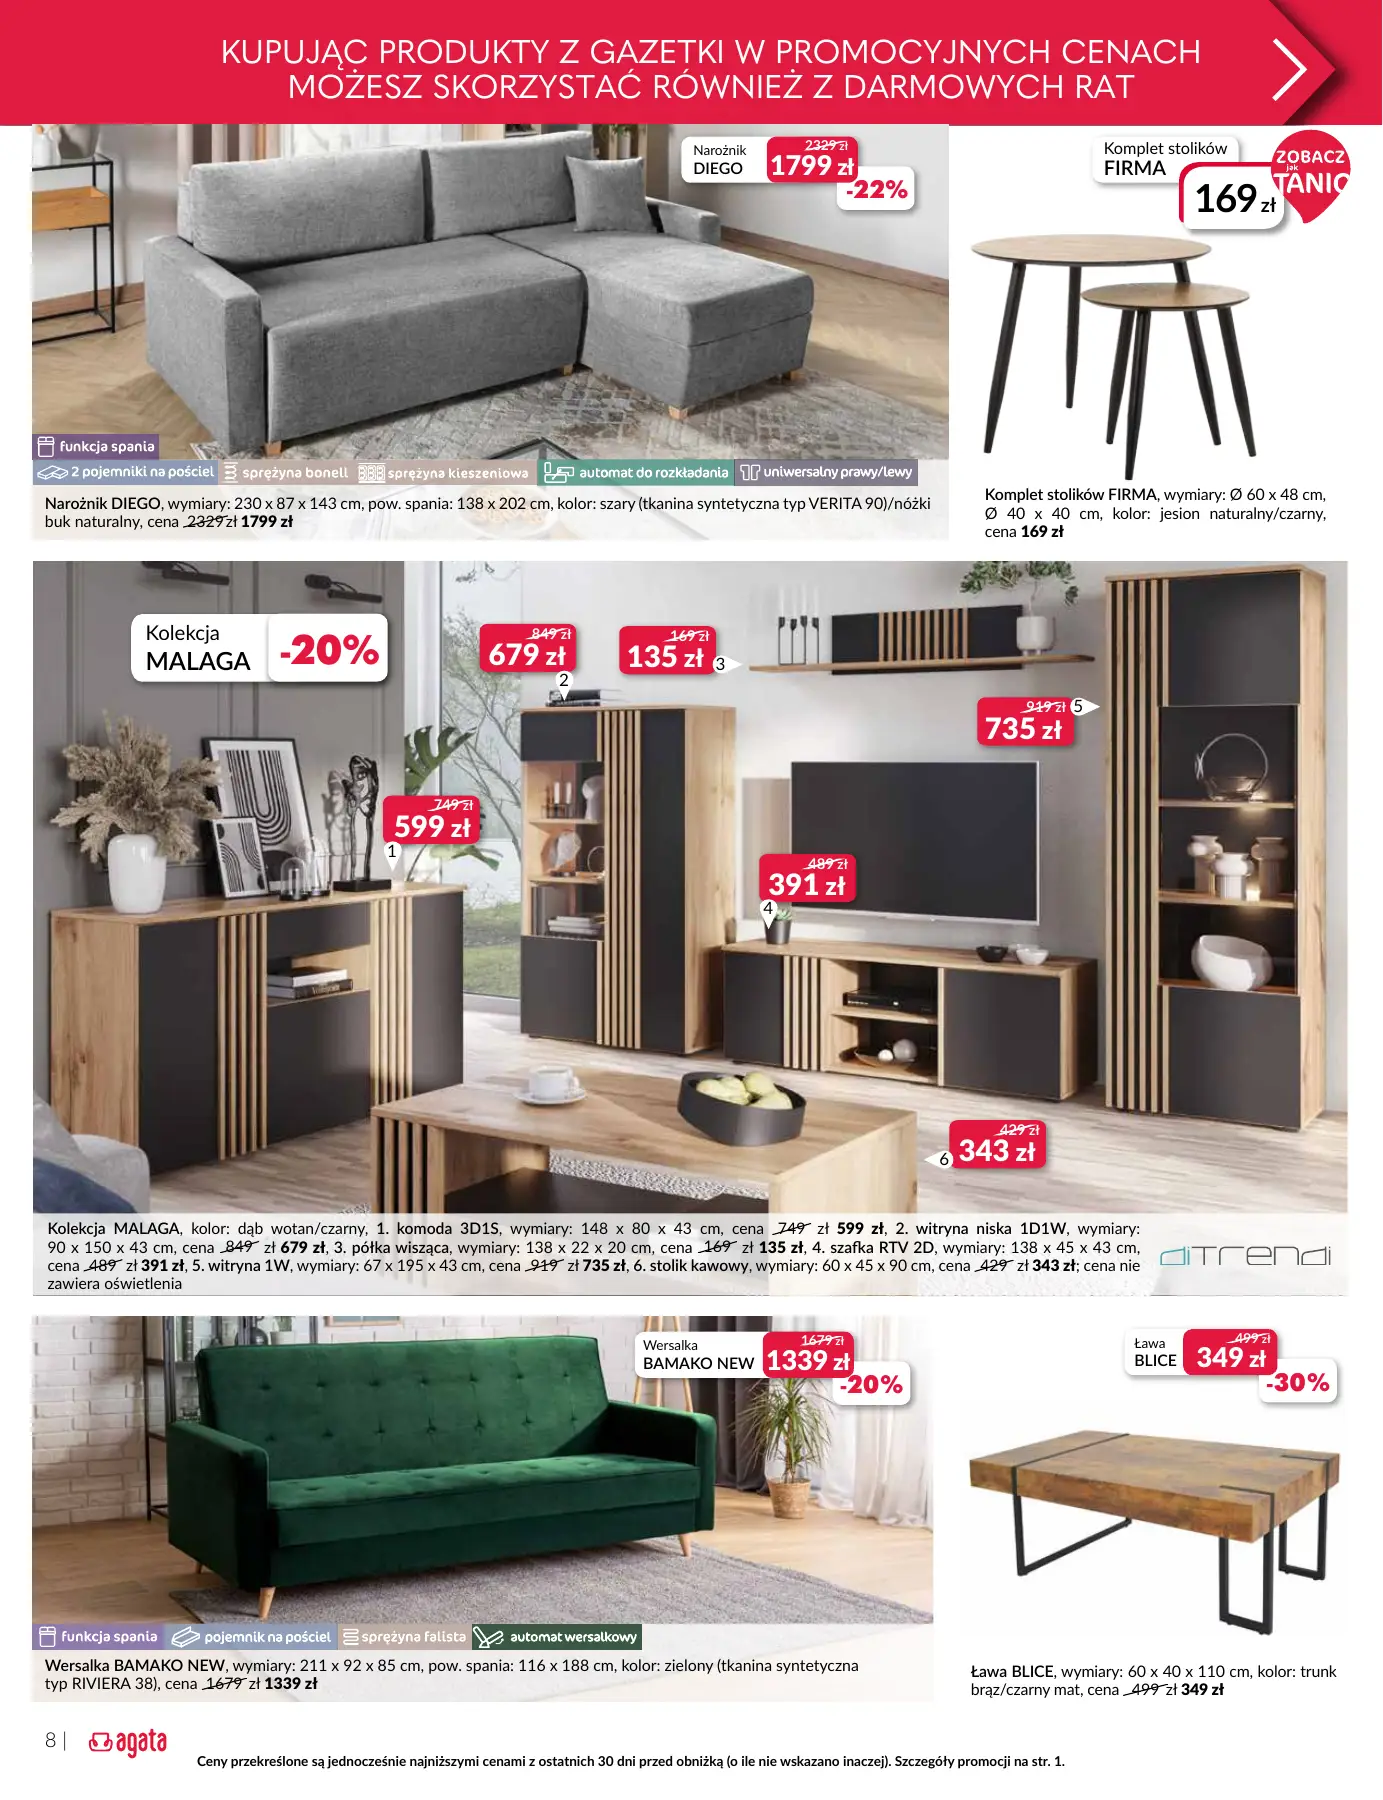 KUPUJĄC PRODUKTY Z GAZETKI W PROMOCYJNYCH CENACH
MOŻESZ SKORZYSTAĆ RÓWNIEŻ Z DARMOWYCH RAT
Narożnik
DIEGO
2329 zł
1799 zł
-22%
Komplet stolików
FIRMA
169 zł
ZOBACZ
jak
TANIO
funkcja spania
2 pojemniki na pościel
sprężyna bonell
sprężyna kieszeniowa
automat do rozkładania
uniwersalny prawy/lewy
Narożnik DIEGO, wymiary: 230 x 87 x 143 cm, pow. spania: 138 x 202 cm, kolor: szary (tkanina syntetyczna typ VERITA 90)/nóżki
buk naturalny, cena 2329 zł 1799 zł
Komplet stolików FIRMA, wymiary: Ø 60 x 48 cm,
Ø 40 x 40 cm, kolor: jesion naturalny/czarny,
cena 169 zł
Kolekcja
MALAGA
-20%
849 zł
679 zł
2
169 zł
135 zł
3
919 zł
735 zł
5
749 zł
599 zł
1
489 zł
391 zł
4
429 zł
343 zł
6
Kolekcja MALAGA, kolor: dąb wotan/czarny, 1. komoda 3D1S, wymiary: 148 x 80 x 43 cm, cena 749 zł 599 zł, 2. witryna niska 1D1W, wymiary:
90 x 150 x 43 cm, cena 849 zł 679 zł, 3. półka wisząca, wymiary: 138 x 22 x 20 cm, cena 169 zł 135 zł, 4. szafka RTV 2D, wymiary: 138 x 45 x 43 cm,
cena 489 zł 391 zł, 5. witryna 1W, wymiary: 67 x 195 x 43 cm, cena 919 zł 735 zł, 6. stolik kawowy, wymiary: 60 x 45 x 90 cm, cena 429 zł 343 zł; cena nie
zawiera oświetlenia
diTrendi
Wersalka
BAMAKO NEW
1679 zł
1339 zł
-20%
Ława
BLICE
499 zł
349 zł
-30%
funkcja spania
pojemnik na pościel
sprężyna falista
automat wersalkowy
Wersalka BAMAKO NEW, wymiary: 211 x 92 x 85 cm, pow. spania: 116 x 188 cm, kolor: zielony (tkanina syntetyczna
typ RIVIERA 38), cena 1679 zł 1339 zł
Ława BLICE, wymiary: 60 x 40 x 110 cm, kolor: trunk
brąz/czarny mat, cena 499 zł 349 zł
8 |
agata
Ceny przekreślone są jednocześnie najniższymi cenami z ostatnich 30 dni przed obniżką (o ile nie wskazano inaczej). Szczegóły promocji na str. 1.